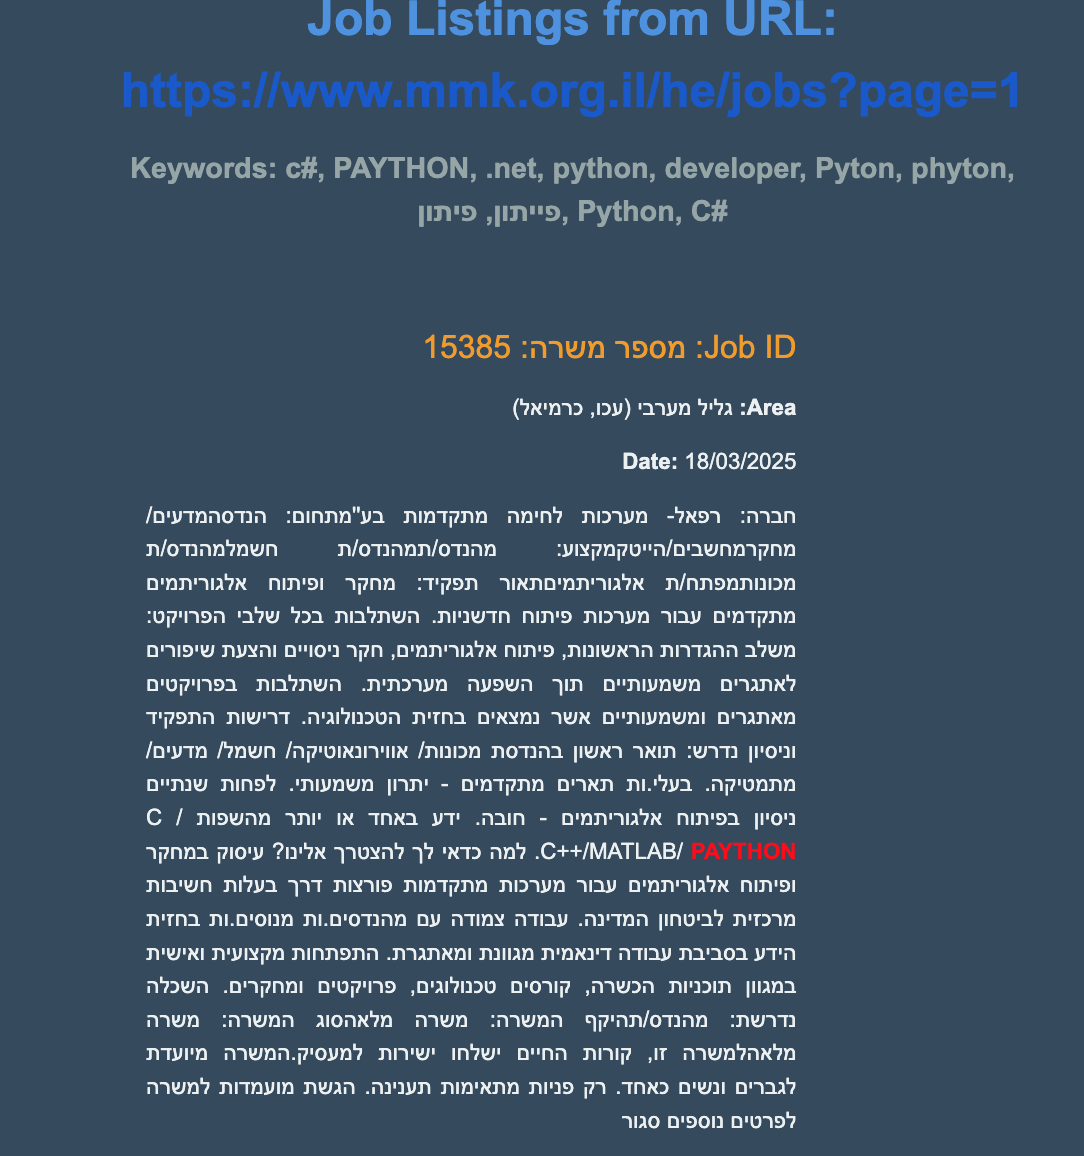 Job Listings from URL:
https://www.mmk.org.il/he/jobs?page=1
Keywords: c#, PAYTHON, .net, python, developer, Pyton, phyton,
פייתון, פיתון, Python, C#
Job ID: מספר משרה: 15385
Area: גליל מערבי (עכו, כרמיאל)
Date: 18/03/2025
חברה: רפאל- מערכות לחימה מתקדמות בע"מתחום: הנדסהמדעים/
מחקרמחשבים/הייטקמקצוע: מהנדס/תמהנדס/ת חשמלמהנדס/ת
מכונותמפתח/ת אלגוריתמיםתאור תפקיד: מחקר ופיתוח אלגוריתמים
מתקדמים עבור מערכות פיתוח חדשניות. השתלבות בכל שלבי הפרויקט:
משלב ההגדרות הראשונות, פיתוח אלגוריתמים, חקר ניסויים והצעת שיפורים
לאתגרים משמעותיים תוך השפעה מערכתית. השתלבות בפרויקטים
מאתגרים ומשמעותיים אשר נמצאים בחזית הטכנולוגיה. דרישות התפקיד
וניסיון נדרש: תואר ראשון בהנדסת מכונות/ אווירונאוטיקה/ חשמל/ מדעים/
מתמטיקה. בעלי.ות תארים מתקדמים - יתרון משמעותי. לפחות שנתיים
ניסיון בפיתוח אלגוריתמים - חובה. ידע באחד או יותר מהשפות / C
C++/MATLAB/ PAYTHON. למה כדאי לך להצטרך אלינו? עיסוק במחקר
ופיתוח אלגוריתמים עבור מערכות מתקדמות פורצות דרך בעלות חשיבות
מרכזית לביטחון המדינה. עבודה צמודה עם מהנדסים.ות מנוסים.ות בחזית
הידע בסביבת עבודה דינאמית מגוונת ומאתגרת. התפתחות מקצועית ואישית
במגוון תוכניות הכשרה, קורסים טכנולוגים, פרויקטים ומחקרים. השכלה
נדרשת: מהנדס/תהיקף המשרה: משרה מלאהסוג המשרה: משרה
מלאהלמשרה זו, קורות החיים ישלחו ישירות למעסיק.המשרה מיועדת
לגברים ונשים כאחד. רק פניות מתאימות תענינה. הגשת מועמדות למשרה
לפרטים נוספים סגור